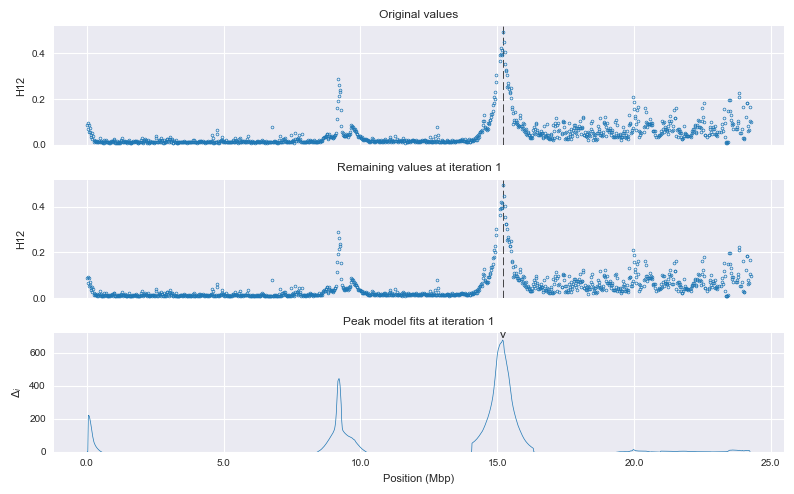 Original values
0.4
0.2
0.0
H12
Remaining values at iteration 1
0.4
0.2
0.0
H12
Peak model fits at iteration 1
600
400
200
0
Δi
0.0 5.0 10.0 15.0 20.0 25.0
Position (Mbp)